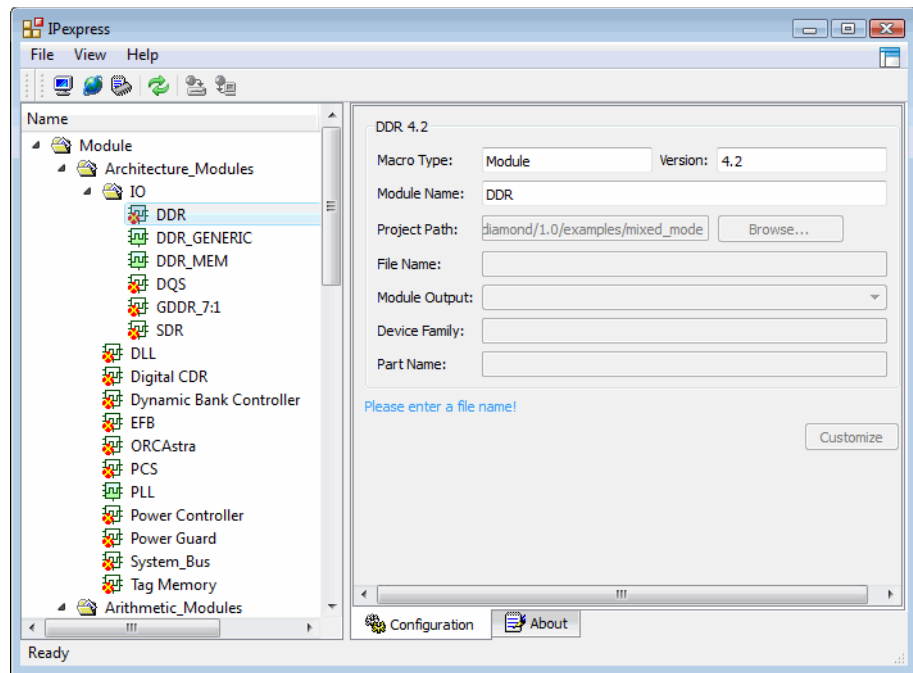 IPexpress
File View Help
Name
Module
Architecture_Modules
IO
DDR
DDR_GENERIC
DDR_MEM
DQS
GDDR_7:1
SDR
DLL
Digital CDR
Dynamic Bank Controller
EFB
ORCAstra
PCS
PLL
Power Controller
Power Guard
System_Bus
Tag Memory
Arithmetic_Modules
DDR 4.2
Macro Type: Module Version: 4.2
Module Name: DDR
Project Path: diamond/1.0/examples/mixed_mode Browse...
File Name:
Module Output:
Device Family:
Part Name:
Please enter a file name!
Customize
Configuration About
Ready